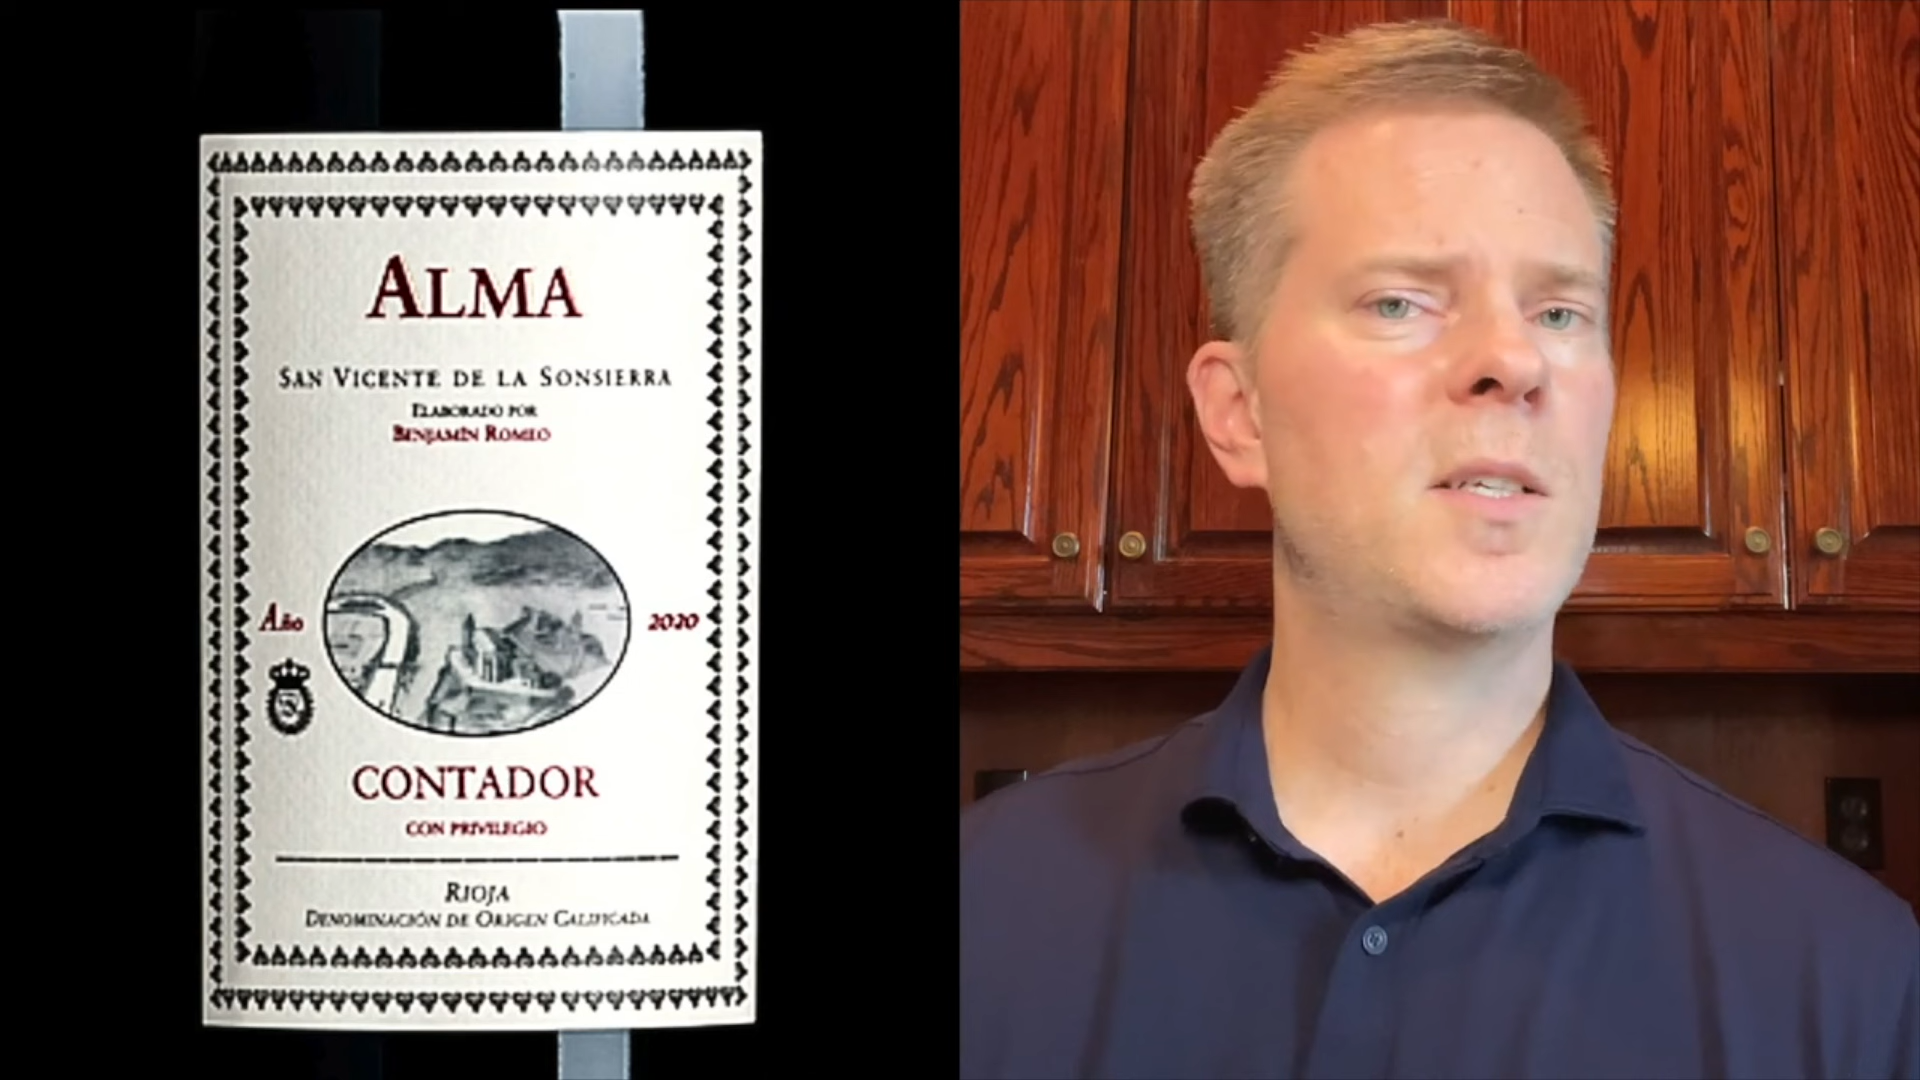 ALMA
SAN VICENTE DE LA SONSIERRA
ELABORADO POR
BENJAMÍN ROMEO
Año
2020
CONTADOR
CON PRIVILEGIO
RIOJA
DENOMINACIÓN DE ORIGEN CALIFICADA